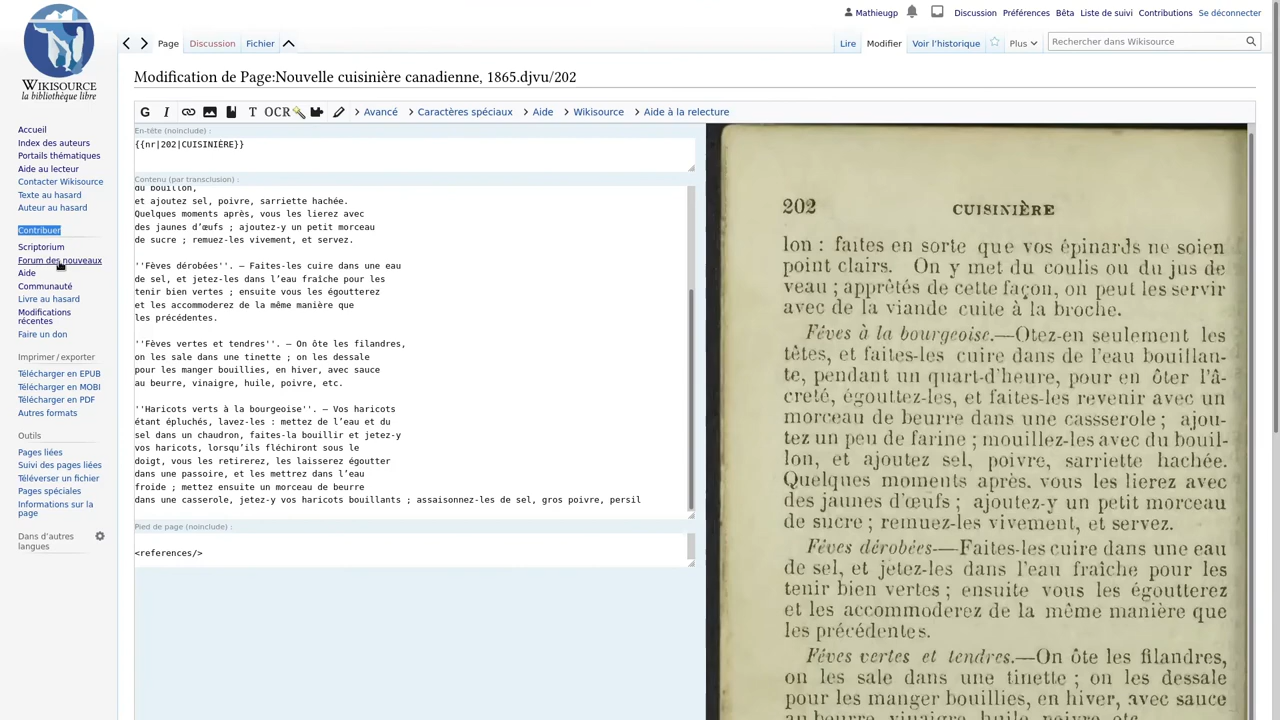 Mathieugp
Discussion
Préférences
Bêta
Liste de suivi
Contributions
Se déconnecter
WIKISOURCE
la bibliothèque libre
Page
Discussion
Fichier
Lire
Modifier
Voir l'historique
Plus
Rechercher dans Wikisource
Modification de Page:Nouvelle cuisinière canadienne, 1865.djvu/202
G I T OCR
Avancé
Caractères spéciaux
Aide
Wikisource
Aide à la relecture
Accueil
Index des auteurs
Portails thématiques
Aide au lecteur
Contacter Wikisource
Texte au hasard
Auteur au hasard
Contribuer
Scriptorium
Forum des nouveaux
Aide
Communauté
Livre au hasard
Modifications
récentes
Faire un don
Imprimer / exporter
Télécharger en EPUB
Télécharger en MOBI
Télécharger en PDF
Autres formats
Outils
Pages liées
Suivi des pages liées
Téléverser un fichier
Pages spéciales
Informations sur la
page
Dans d'autres
langues
En-tête (noinclude) :
{{nr|202|CUISINIÈRE}}
Contenu (par transclusion) :
du bouillon,
et ajoutez sel, poivre, sarriette hachée.
Quelques moments après, vous les lierez avec
des jaunes d’œufs ; ajoutez-y un petit morceau
de sucre ; remuez-les vivement, et servez.
''Fèves dérobées''. — Faites-les cuire dans une eau
de sel, et jetez-les dans l’eau fraîche pour les
tenir bien vertes ; ensuite vous les égoutterez
et les accommoderez de la même manière que
les précédentes.
''Fèves vertes et tendres''. — On ôte les filandres,
on les sale dans une tinette ; on les dessale
pour les manger bouillies, en hiver, avec sauce
au beurre, vinaigre, huile, poivre, etc.
''Haricots verts à la bourgeoise''. — Vos haricots
étant épluchés, lavez-les : mettez de l’eau et du
sel dans un chaudron, faites-la bouillir et jetez-y
vos haricots, lorsqu’ils fléchiront sous le
doigt, vous les retirerez, les laisserez égoutter
dans une passoire, et les mettrez dans l’eau
froide ; mettez ensuite un morceau de beurre
dans une casserole, jetez-y vos haricots bouillants ; assaisonnez-les de sel, gros poivre, persil
Pied de page (noinclude) :
<references/>
202 CUISINIÈRE
lon : faites en sorte que vos épinards ne soien
point clairs. On y met du coulis ou du jus de
veau ; apprêtés de cette façon, on peut les servir
avec de la viande cuite à la broche.
Fêves à la bourgeoise.—Otez-en seulement les
têtes, et faites-les cuire dans de l'eau bouillan-
te, pendant un quart-d'heure, pour en ôter l'â-
creté, égouttez-les, et faites-les revenir avec un
morceau de beurre dans une cassserole ; ajou-
tez un peu de farine ; mouillez-les avec du bouil-
lon, et ajoutez sel, poivre, sarriette hachée.
Quelques moments après. vous les lierez avec
des jaunes d'œufs ; ajoutez-y un petit morceau
de sucre ; remuez-les vivement, et servez.
Fêves dérobées—Faites-les cuire dans une eau
de sel, et jetez-les dans l'eau fraîche pour les
tenir bien vertes ; ensuite vous les égoutterez
et les accommoderez de la même manière que
les précédentes.
Fêves vertes et tendres.—On ôte les filandres,
on les sale dans une tinette ; on les dessale
pour les manger bouillies, en hiver, avec sauce
au beurre, vinaigre, huile, poivre, etc.